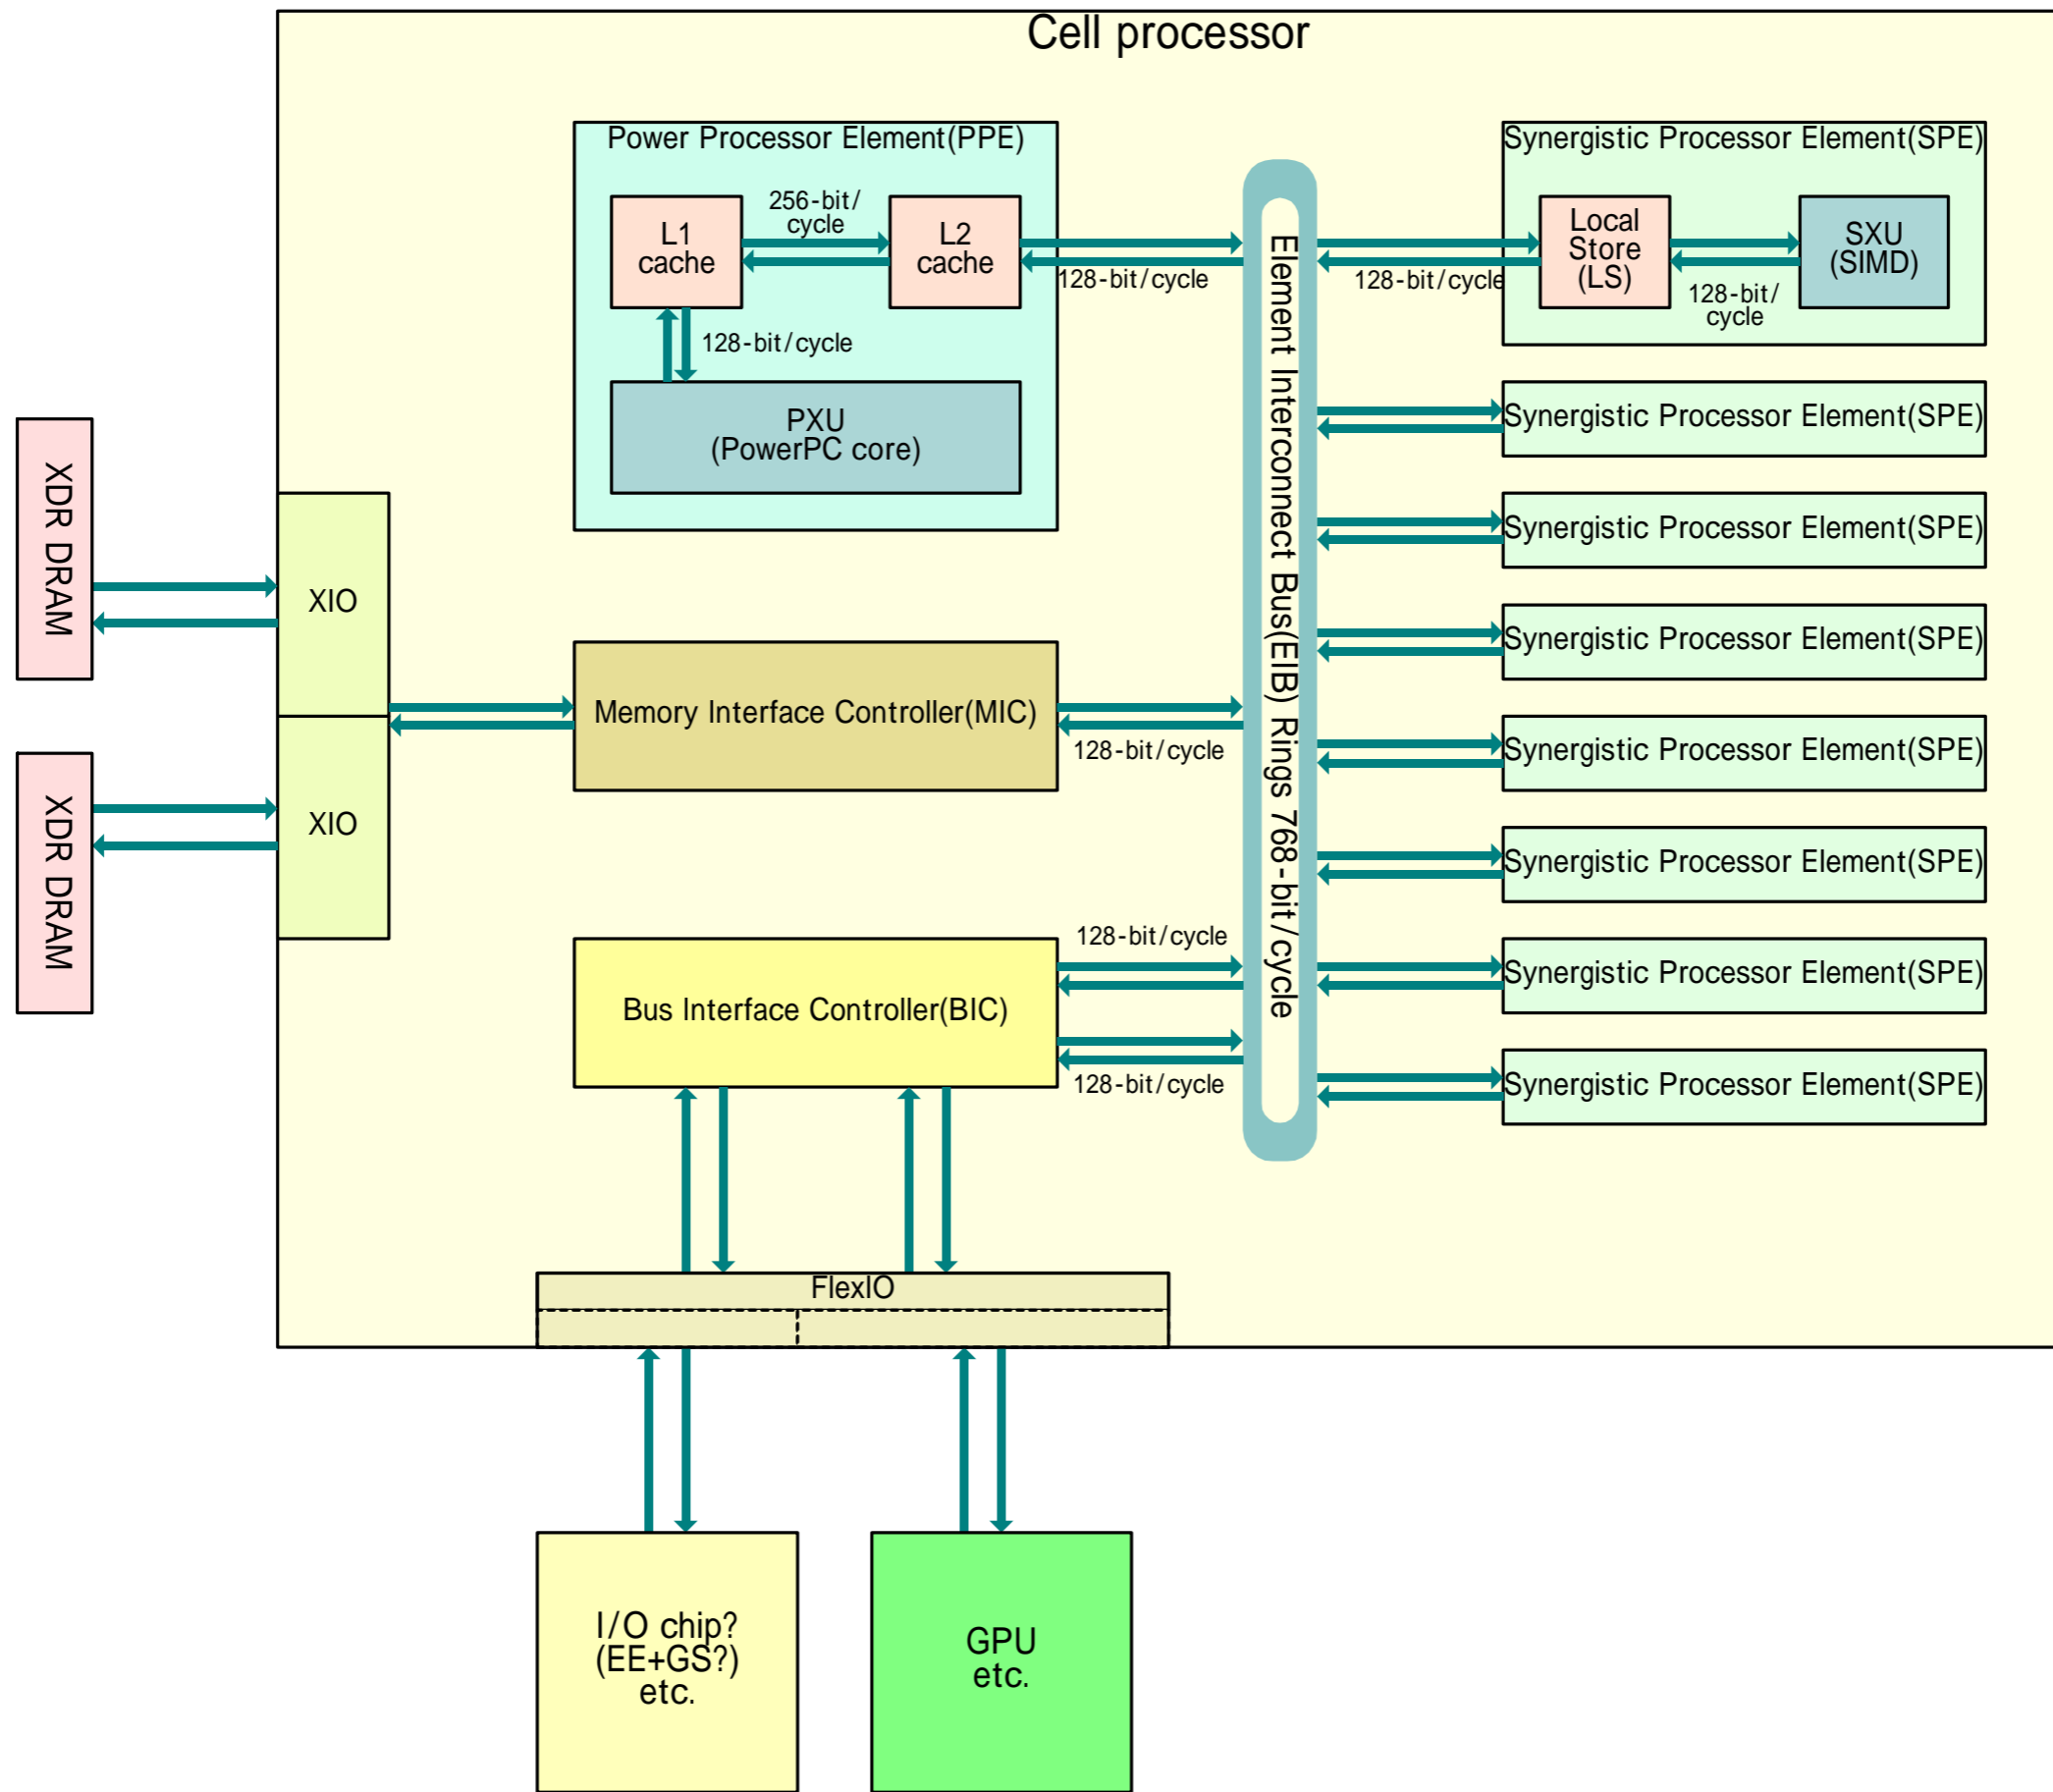 Cell processor
Power Processor Element(PPE)
L1
cache
256-bit/
cycle
L2
cache
128-bit/cycle
128-bit/cycle
PXU
(PowerPC core)
Element Interconnect Bus(EIB) Rings 768-bit/cycle
Synergistic Processor Element(SPE)
128-bit/cycle
Local
Store
(LS)
128-bit/
cycle
SXU
(SIMD)
Synergistic Processor Element(SPE)
Synergistic Processor Element(SPE)
Synergistic Processor Element(SPE)
Synergistic Processor Element(SPE)
Synergistic Processor Element(SPE)
Synergistic Processor Element(SPE)
Synergistic Processor Element(SPE)
XDR DRAM
XIO
XDR DRAM
XIO
Memory Interface Controller(MIC)
128-bit/cycle
Bus Interface Controller(BIC)
128-bit/cycle
128-bit/cycle
FlexIO
I/O chip?
(EE+GS?)
etc.
GPU
etc.